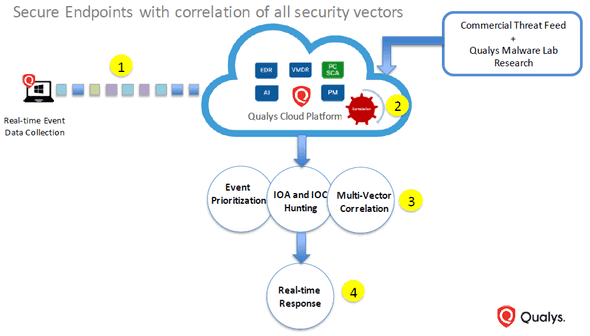 Secure Endpoints with correlation of all security vectors
Commercial Threat Feed
+
Qualys Malware Lab
Research
1
EDR
VMDR
PC
SCA
AI
PM
Correlation
2
Qualys Cloud Platform
Real-time Event
Data Collection
Event
Prioritization
IOA and IOC
Hunting
Multi-Vector
Correlation
3
Real-time
Response
4
Qualys.